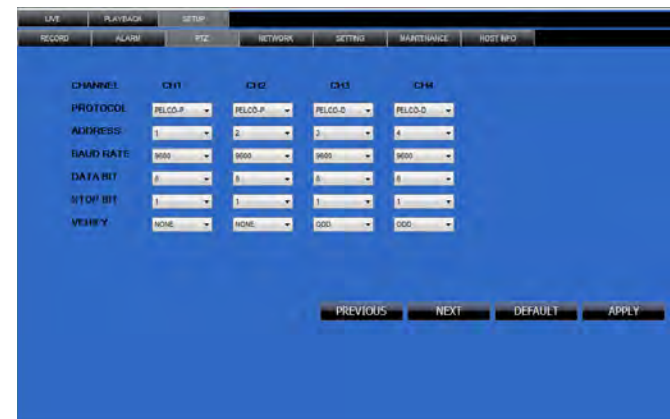 LIVE PLAYBACK SETUP
RECORD ALARM PTZ NETWORK SETTING MAINTENANCE HOST INFO
CHANNEL CH1 CH2 CH3 CH4
PROTOCOL PELCO-P PELCO-P PELCO-D PELCO-D
ADDRESS 1 2 3 4
BAUD RATE 9600 9600 9600 9600
DATA BIT 8 8 8 8
STOP BIT 1 1 1 1
VERIFY NONE NONE ODD ODD
PREVIOUS NEXT DEFAULT APPLY